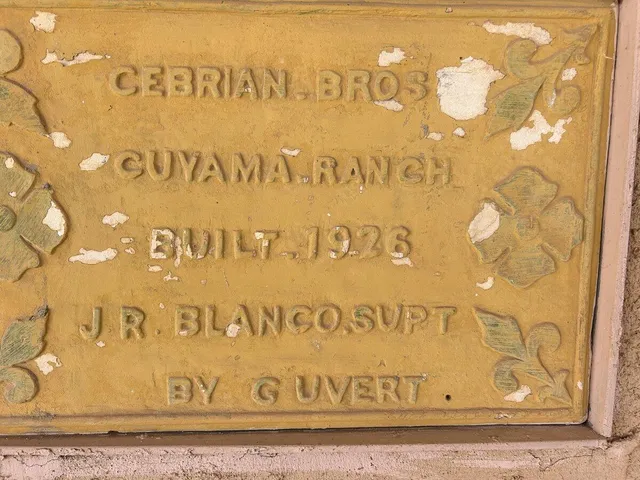 CEBRIAN BROS
CUYAMA RANCH
BUILT-1926
J R. BLANCO.SUPT
BY G UVERT